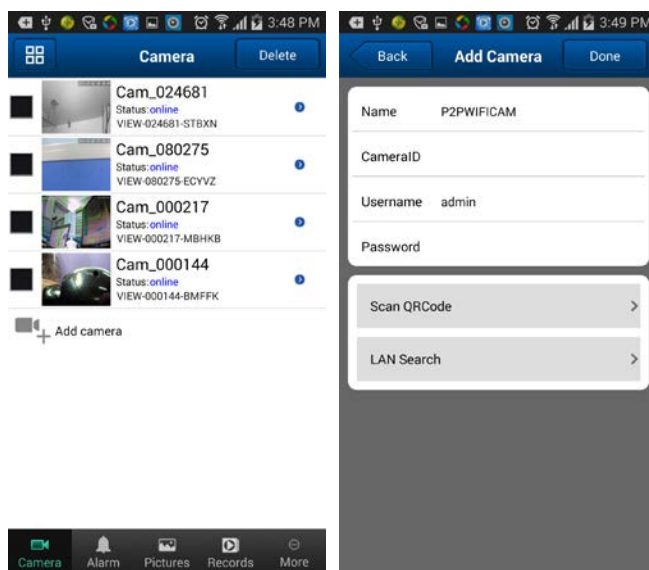 3:48 PM
Camera
Delete
Cam_024681
Status:online
VIEW-024681-STBXN
Cam_080275
Status:online
VIEW-080275-ECYVZ
Cam_000217
Status:online
VIEW-000217-MBHKB
Cam_000144
Status:online
VIEW-000144-BMFFK
Add camera
Camera
Alarm
Pictures
Records
More
3:49 PM
Back
Add Camera
Done
Name P2PWIFICAM
CameraID
Username admin
Password
Scan QRCode
LAN Search